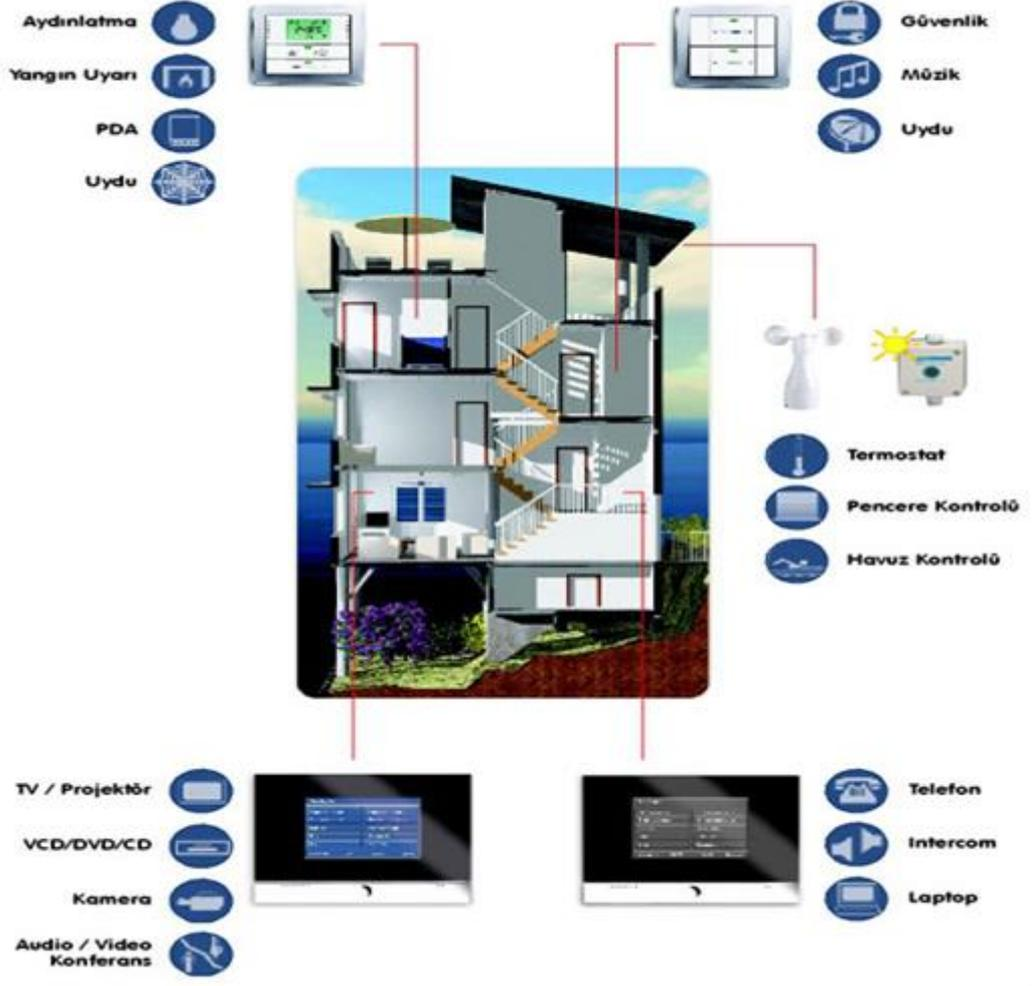 Aydınlatma
Yangın Uyarı
PDA
Uydu
Güvenlik
Müzik
Uydu
Termostat
Pencere Kontrolü
Havuz Kontrolü
TV / Projektör
VCD/DVD/CD
Kamera
Audio / Video
Konferans
Telefon
Intercom
Laptop